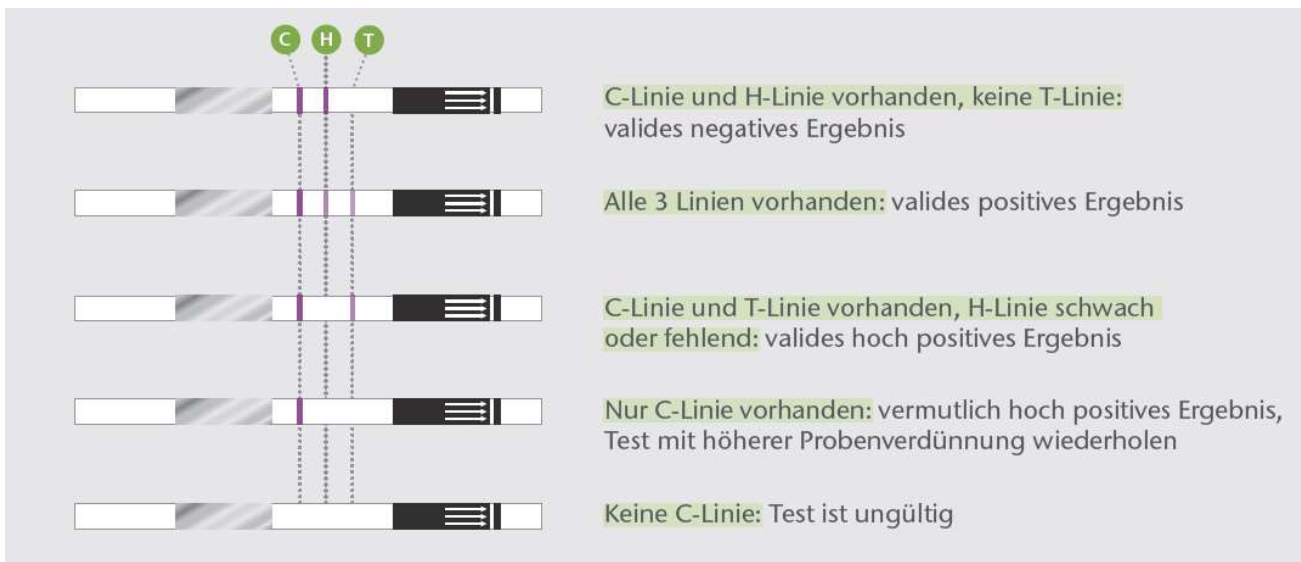 C H T
C-Linie und H-Linie vorhanden, keine T-Linie:
valides negatives Ergebnis
Alle 3 Linien vorhanden: valides positives Ergebnis
C-Linie und T-Linie vorhanden, H-Linie schwach
oder fehlend: valides hoch positives Ergebnis
Nur C-Linie vorhanden: vermutlich hoch positives Ergebnis,
Test mit höherer Probenverdünnung wiederholen
Keine C-Linie: Test ist ungültig